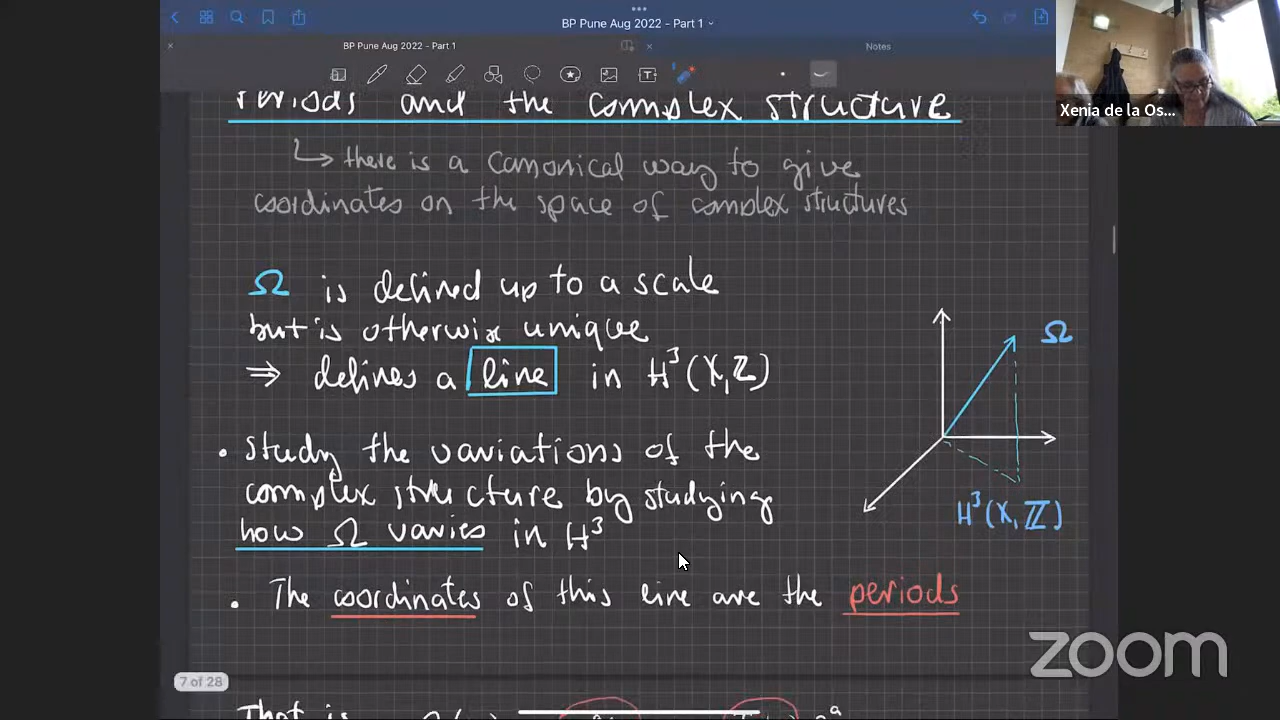 BP Pune Aug 2022 - Part 1
BP Pune Aug 2022 - Part 1
Notes
Xenia de la Os...
Periods and the complex structure
↳ there is a canonical way to give
coordinates on the space of complex structures
Ω is defined up to a scale
but is otherwise unique
⇒ defines a line in H³(X,ℤ)
Ω
H³(X,ℤ)
• Study the variations of the
complex structure by studying
how Ω varies in H³
• The coordinates of this line are the periods
zoom
7 of 28
That is